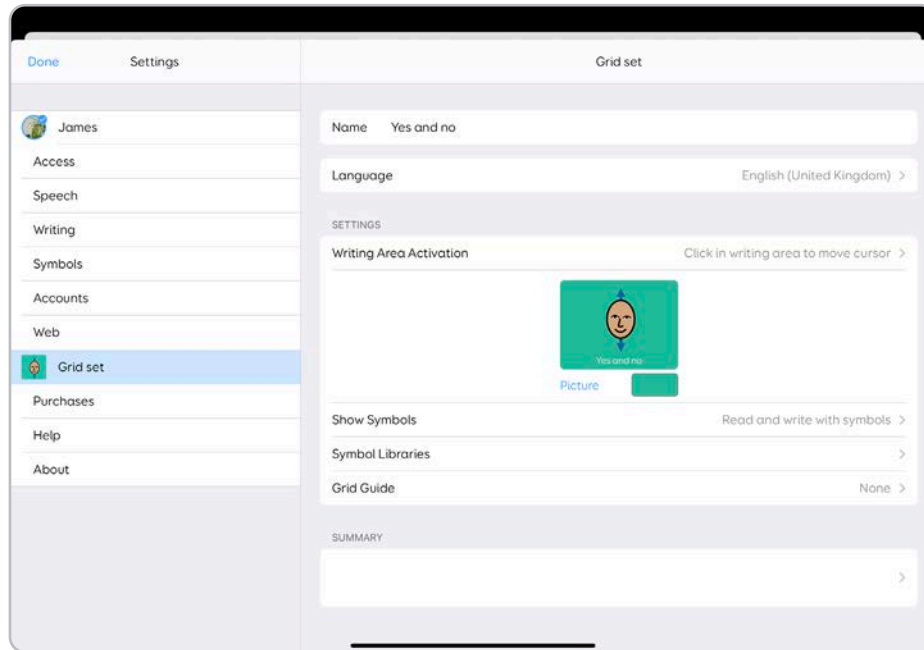 Done Settings
Grid set
James
Access
Speech
Writing
Symbols
Accounts
Web
Grid set
Purchases
Help
About
Name Yes and no
Language English (United Kingdom)
SETTINGS
Writing Area Activation Click in writing area to move cursor
Yes and no
Picture
Show Symbols Read and write with symbols
Symbol Libraries
Grid Guide None
SUMMARY